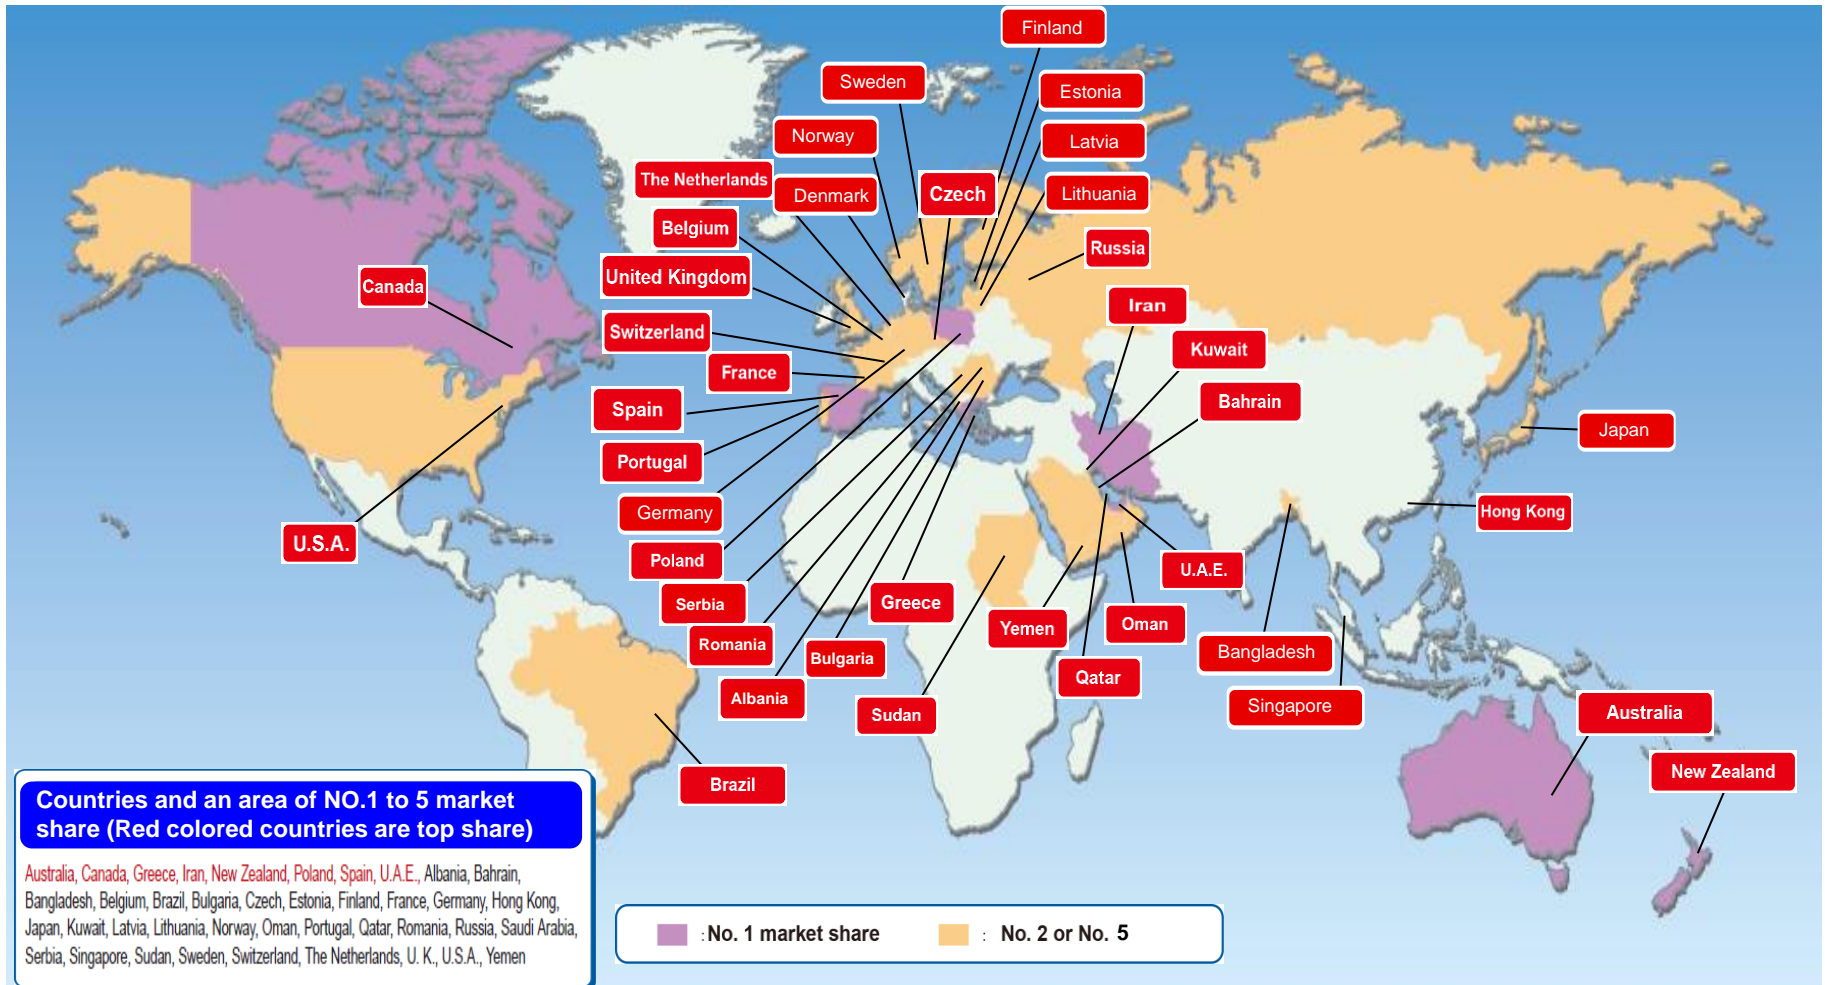 Finland
Sweden
Estonia
Norway
Latvia
The Netherlands
Denmark
Czech
Lithuania
Belgium
Russia
United Kingdom
Canada
Iran
Switzerland
Kuwait
France
Bahrain
Spain
Japan
Portugal
Germany
Hong Kong
U.S.A.
Poland
U.A.E.
Serbia
Greece
Yemen
Oman
Romania
Bulgaria
Bangladesh
Qatar
Albania
Singapore
Sudan
Australia
New Zealand
Brazil
Countries and an area of NO.1 to 5 market
share (Red colored countries are top share)
Australia, Canada, Greece, Iran, New Zealand, Poland, Spain, U.A.E., Albania, Bahrain,
Bangladesh, Belgium, Brazil, Bulgaria, Czech, Estonia, Finland, France, Germany, Hong Kong,
Japan, Kuwait, Latvia, Lithuania, Norway, Oman, Portugal, Qatar, Romania, Russia, Saudi Arabia,
Serbia, Singapore, Sudan, Sweden, Switzerland, The Netherlands, U. K., U.S.A., Yemen
: No. 1 market share
: No. 2 or No. 5